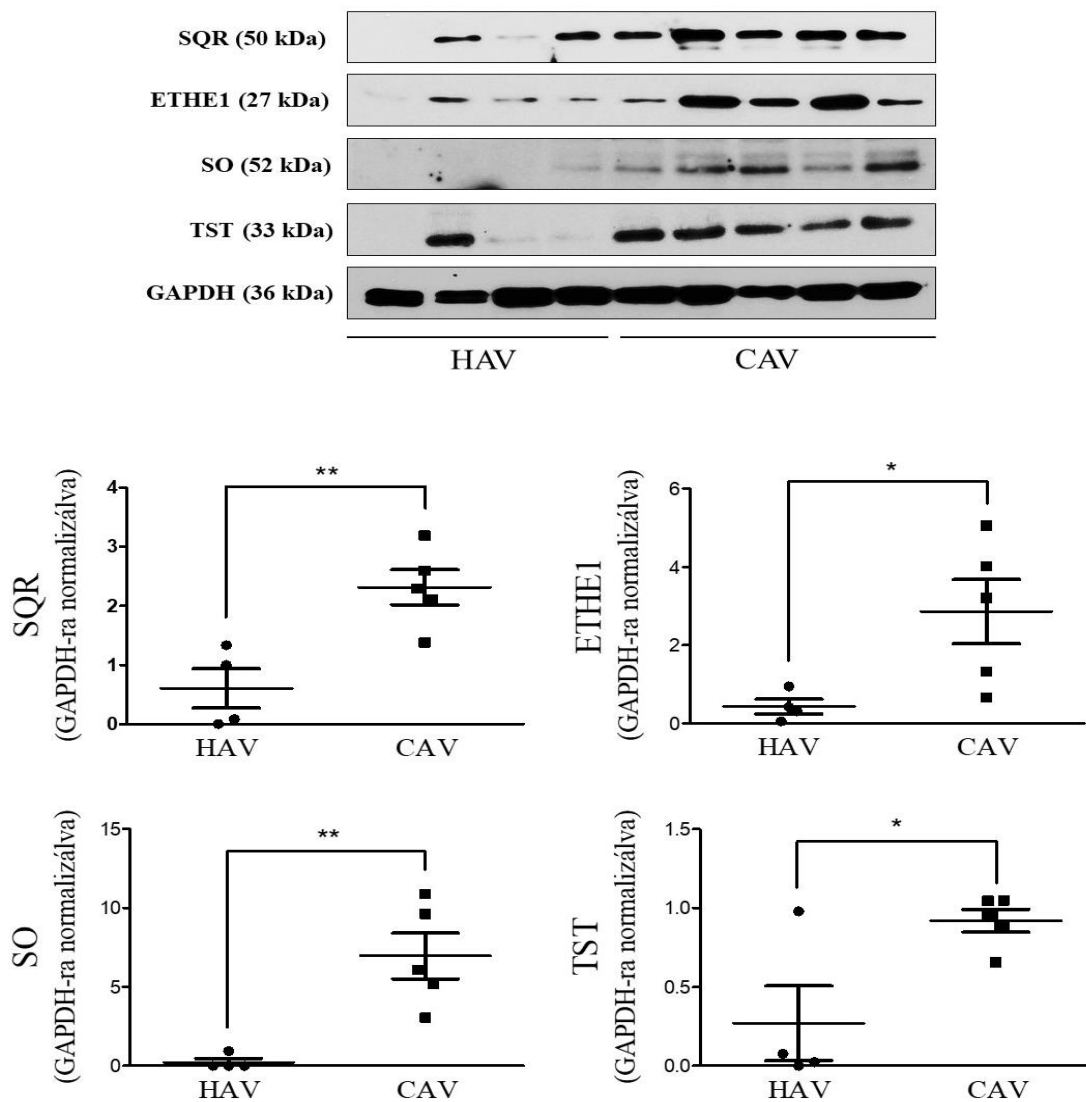 SQR (50 kDa)
ETHE1 (27 kDa)
SO (52 kDa)
TST (33 kDa)
GAPDH (36 kDa)
HAV CAV
SQR
(GAPDH-ra normalizálva)
4
3
2
1
0
**
HAV CAV
ETHE1
(GAPDH-ra normalizálva)
6
4
2
0
*
HAV CAV
SO
(GAPDH-ra normalizálva)
15
10
5
0
**
HAV CAV
TST
(GAPDH-ra normalizálva)
1.5
1.0
0.5
0.0
*
HAV CAV